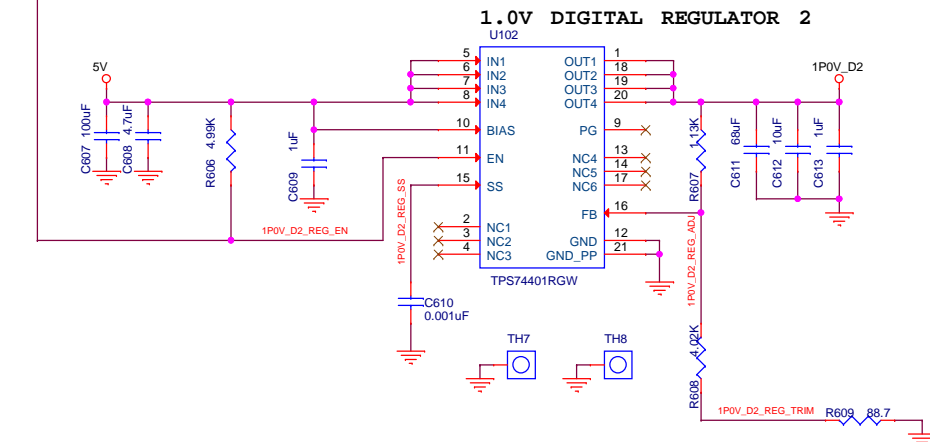 1.0V DIGITAL REGULATOR 2
U102
5V
1P0V_D2
5 IN1
6 IN2
7 IN3
8 IN4
10 BIAS
11 EN
15 SS
2 NC1
3 NC2
4 NC3
OUT1 1
OUT2 18
OUT3 19
OUT4 20
PG 9
NC4 13
NC5 14
NC6 17
FB 16
GND 12
GND_PP 21
TPS74401RGW
C607 100uF
C608 4.7uF
R606 4.99K
C609 1uF
1P0V_D2_REG_EN
1P0V_D2_REG_SS
C610
0.001uF
R607 1.13K
C611 68uF
C612 10uF
C613 1uF
1P0V_D2_REG_ADJ
TH7
TH8
R608 4.02K
1P0V_D2_REG_TRIM
R609 88.7